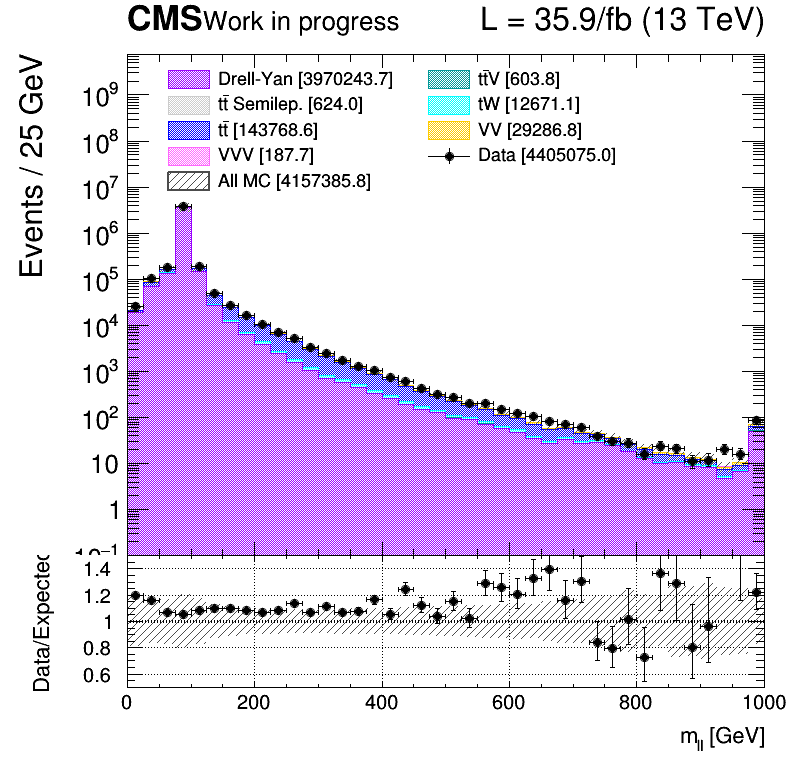 CMS Work in progress L = 35.9/fb (13 TeV)
Events / 25 GeV
Drell-Yan [3970243.7] tt̄V [603.8]
tt̄ Semilep. [624.0] tW [12671.1]
tt̄ [143768.6] VV [29286.8]
VVV [187.7] Data [4405075.0]
All MC [4157385.8]
10⁹
10⁸
10⁷
10⁶
10⁵
10⁴
10³
10²
10
1
10⁻¹
Data/Expected
1.4
1.2
1
0.8
0.6
0 200 400 600 800 1000
m_ll [GeV]